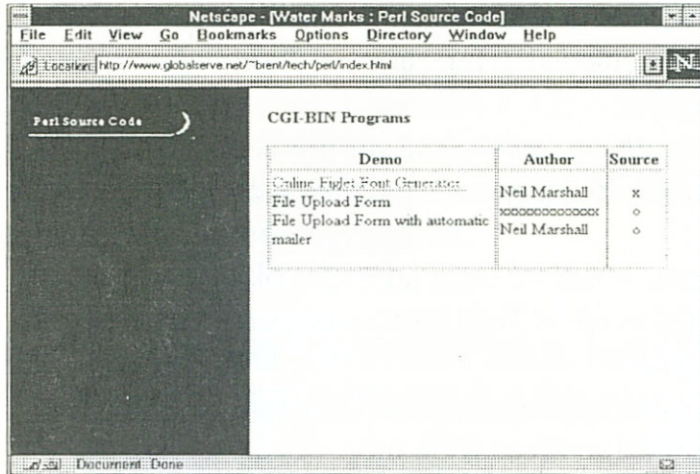 Netscape - [Water Marks : Perl Source Code]
File Edit View Go Bookmarks Options Directory Window Help
Location: http://www.globalserve.net/~brent/tech/perl/index.html
N
Perl Source Code
CGI-BIN Programs
Demo Author Source
Online Figlet Font Generator Neil Marshall x
File Upload Form xxxxxxxxxxxxx o
File Upload Form with automatic Neil Marshall o
mailer
Document: Done